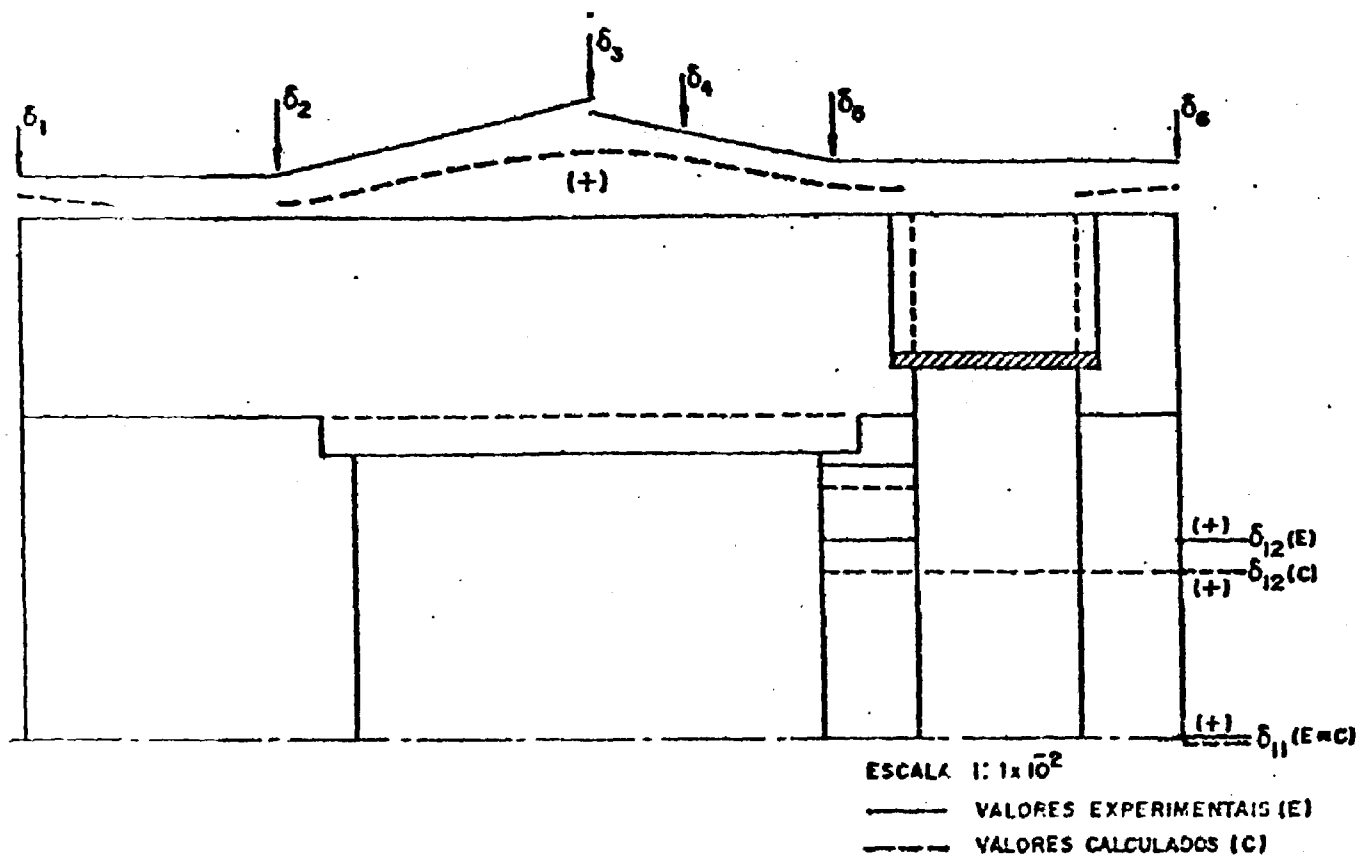 δ1
δ2
δ3
δ4
δ5
δ6
(+)
(+)
δ12(E)
δ12(C)
(+)
(+)
δ11(E=C)
ESCALA 1:1x10^-2
VALORES EXPERIMENTAIS (E)
VALORES CALCULADOS (C)